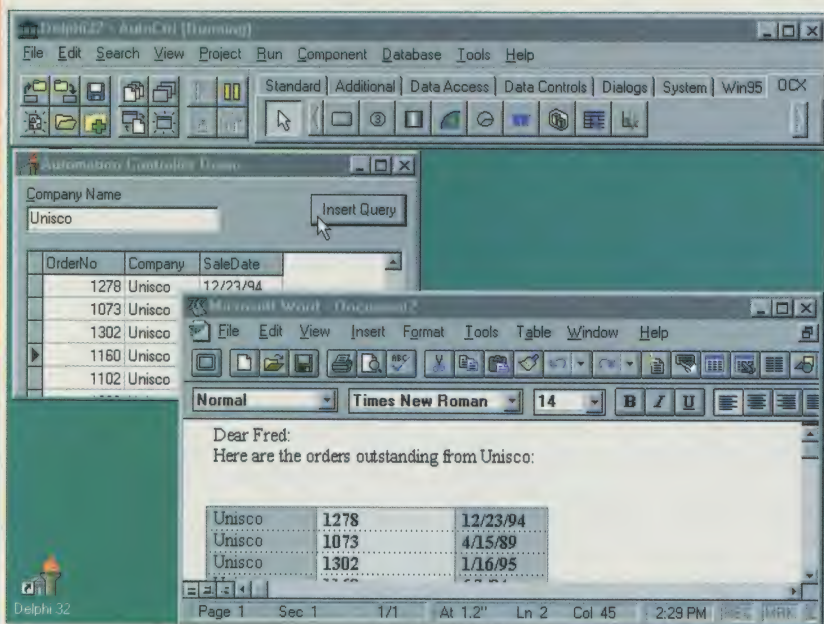 Delphi32 - AutoCtrl (Running)
File Edit Search View Project Run Component Database Tools Help
Standard Additional Data Access Data Controls Dialogs System Win95 OCX
Automation Controller Demo
Company Name
Unisco
Insert Query
OrderNo Company SaleDate
1278 Unisco 12/23/94
1073 Unisco
1302 Unisco
1160 Unisco
1102 Unisco
Microsoft Word - Document2
File Edit View Insert Format Tools Table Window Help
ABC
Normal Times New Roman 14 B I U
Dear Fred:
Here are the orders outstanding from Unisco:
Unisco 1278 12/23/94
Unisco 1073 4/15/89
Unisco 1302 1/16/95
Page 1 Sec 1 1/1 At 1.2" Ln 2 Col 45 2:29 PM REC MRK
Delphi 32